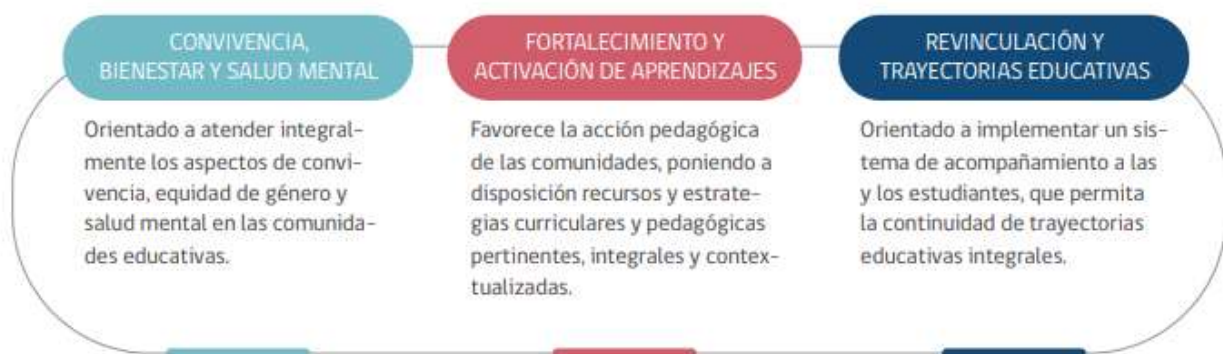 CONVIVENCIA,
BIENESTAR Y SALUD MENTAL
Orientado a atender integral-
mente los aspectos de convi-
vencia, equidad de género y
salud mental en las comunida-
des educativas.
FORTALECIMIENTO Y
ACTIVACIÓN DE APRENDIZAJES
Favorece la acción pedagógica
de las comunidades, poniendo a
disposición recursos y estrate-
gias curriculares y pedagógicas
pertinentes, integrales y contex-
tualizadas.
REVINCULACIÓN Y
TRAYECTORIAS EDUCATIVAS
Orientado a implementar un sis-
tema de acompañamiento a las
y los estudiantes, que permita
la continuidad de trayectorias
educativas integrales.